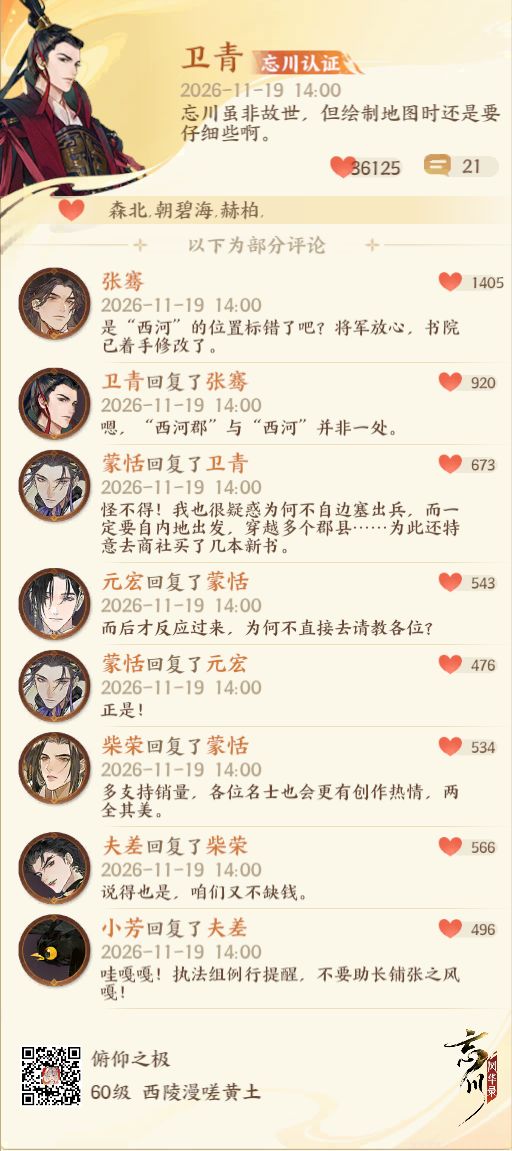 卫青 忘川认证
2026-11-19 14:00
忘川虽非故世，但绘制地图时还是要
仔细些啊。
36125 21
森北,朝碧海,赫柏,
以下为部分评论
张骞 1405
2026-11-19 14:00
是“西河”的位置标错了吧？将军放心，书院
已着手修改了。
卫青回复了张骞 920
2026-11-19 14:00
嗯，“西河郡”与“西河”并非一处。
蒙恬回复了卫青 673
2026-11-19 14:00
怪不得！我也很疑惑为何不自边塞出兵，而一
定要自内地出发，穿越多个郡县……为此还特
意去商社买了几本新书。
元宏回复了蒙恬 543
2026-11-19 14:00
而后才反应过来，为何不直接去请教各位？
蒙恬回复了元宏 476
2026-11-19 14:00
正是！
柴荣回复了蒙恬 534
2026-11-19 14:00
多支持销量，各位名士也会更有创作热情，两
全其美。
夫差回复了柴荣 566
2026-11-19 14:00
说得也是，咱们又不缺钱。
小芳回复了夫差 496
2026-11-19 14:00
哇嘎嘎！执法组例行提醒，不要助长铺张之风
嘎！
俯仰之极
60级 西陵漫嗟黄土
忘川
风华录